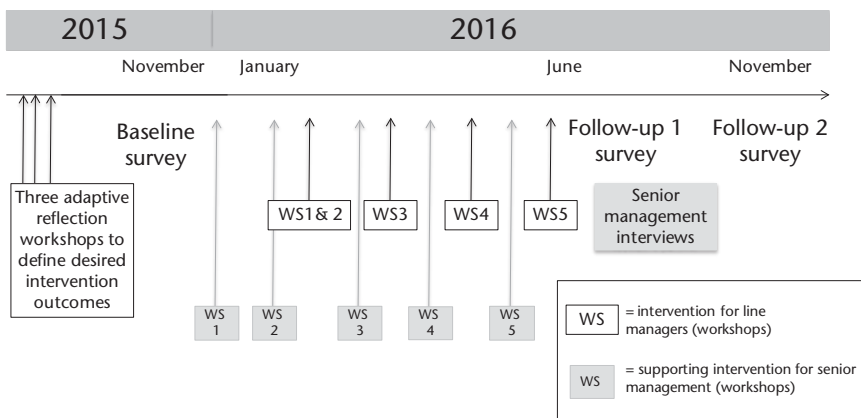 2015
2016
November
January
June
November
Baseline
survey
Follow-up 1
survey
Follow-up 2
survey
Three adaptive
reflection
workshops to
define desired
intervention
outcomes
WS1 & 2
WS3
WS4
WS5
Senior
management
interviews
WS
1
WS
2
WS
3
WS
4
WS
5
WS
= intervention for line
managers (workshops)
WS
= supporting intervention for senior
management (workshops)